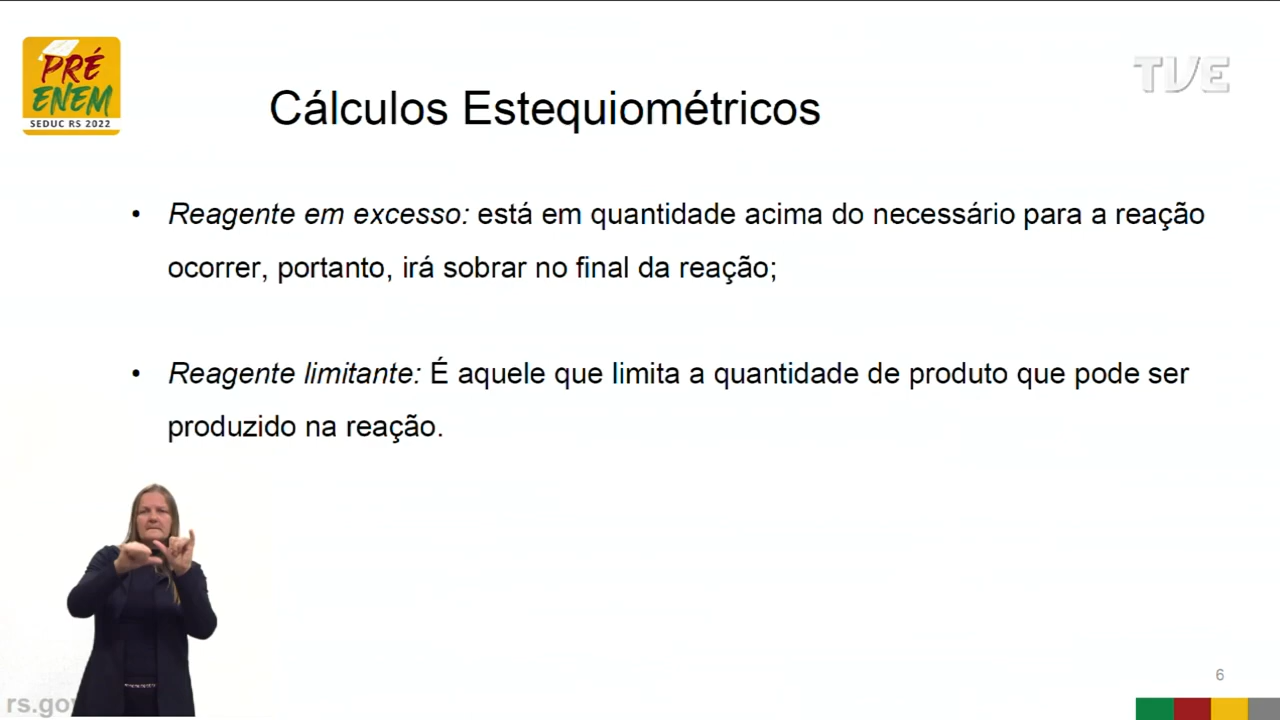 PRÉ
ENEM
SEDUC RS 2022
TVE
Cálculos Estequiométricos
• Reagente em excesso: está em quantidade acima do necessário para a reação
ocorrer, portanto, irá sobrar no final da reação;
• Reagente limitante: É aquele que limita a quantidade de produto que pode ser
produzido na reação.
rs.gov
6